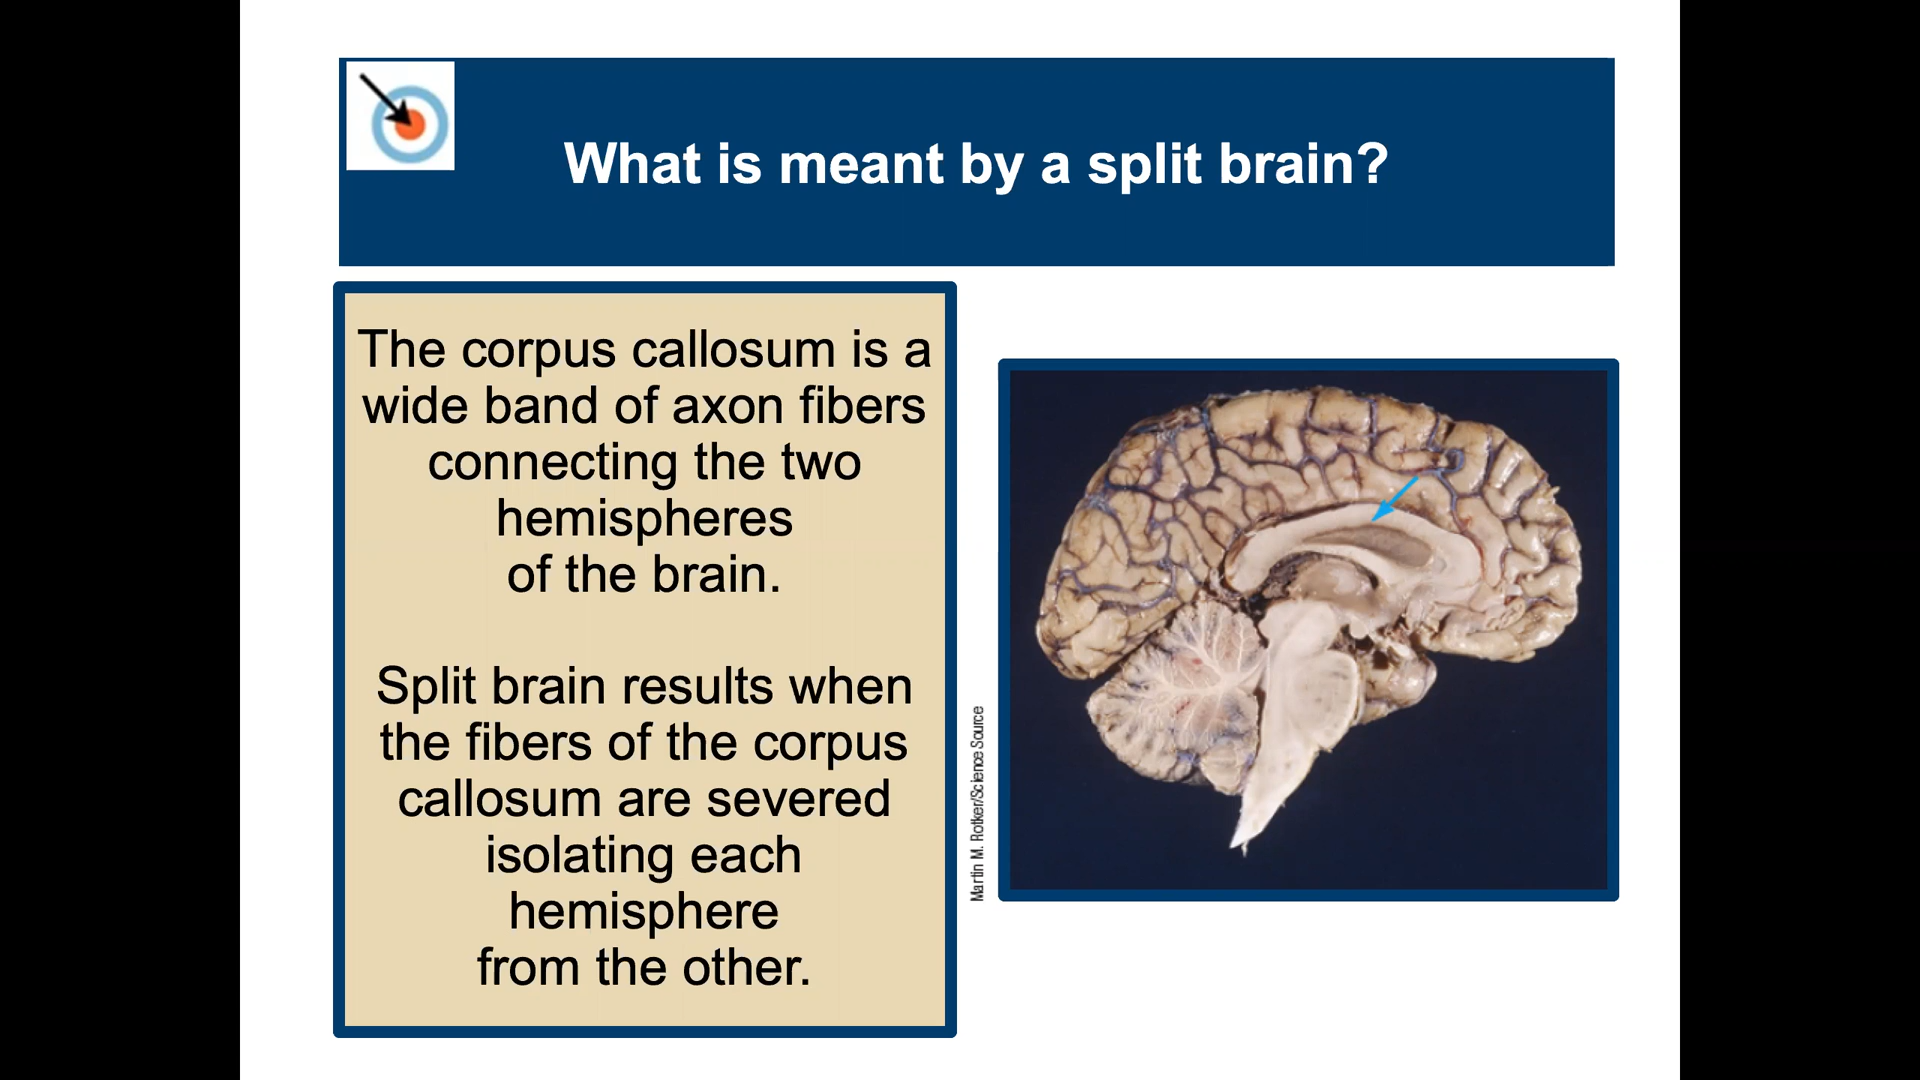 What is meant by a split brain?
The corpus callosum is a
wide band of axon fibers
connecting the two
hemispheres
of the brain.
Split brain results when
the fibers of the corpus
callosum are severed
isolating each
hemisphere
from the other.
Martin M. Rotker/Science Source